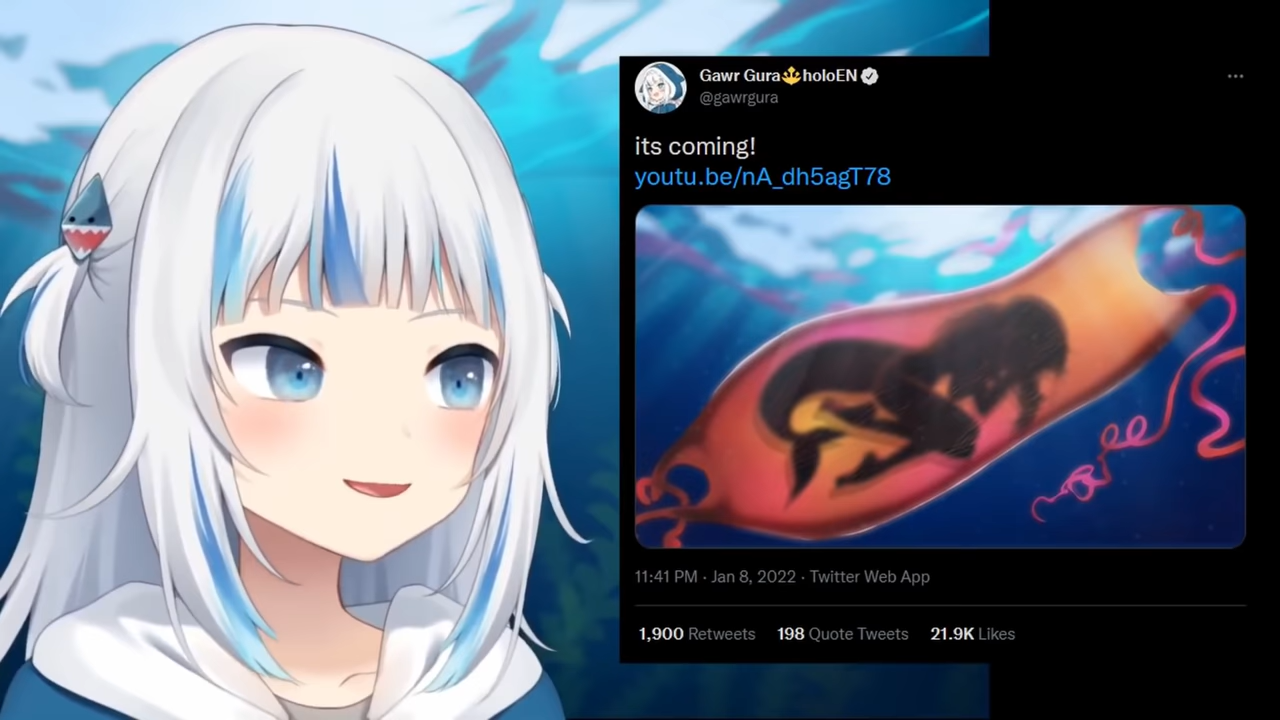 Gawr Gura🔱holoEN
@gawrgura
its coming!
youtu.be/nA_dh5agT78
11:41 PM · Jan 8, 2022 · Twitter Web App
1,900 Retweets 198 Quote Tweets 21.9K Likes